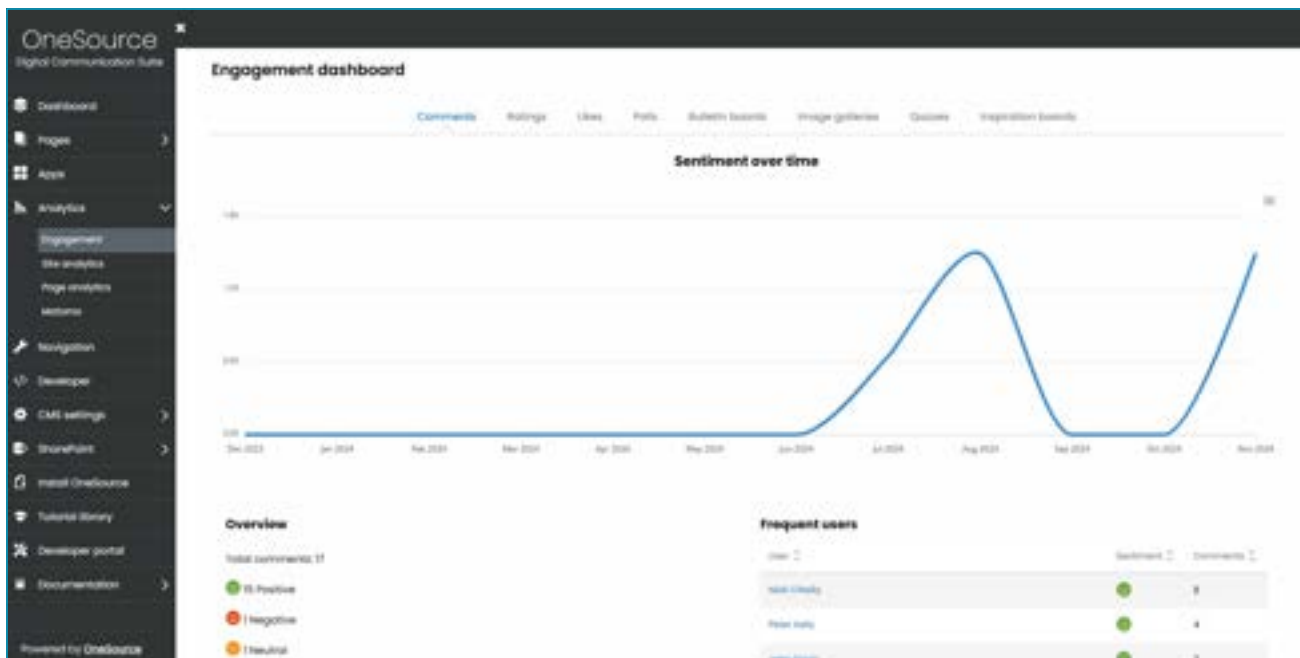 OneSource
Digital Communication Suite
Dashboard
Pages
Apps
Analytics
Engagement
Site analytics
Page analytics
Matomo
Navigation
Developer
CMS settings
SharePoint
Install OneSource
Tutorial library
Developer portal
Documentation
Powered by OneSource
Engagement dashboard
Comments Ratings Likes Polls Bulletin boards Image galleries Quizzes Inspiration boards
Sentiment over time
Dec 2023 Jan 2024 Feb 2024 Mar 2024 Apr 2024 May 2024 Jun 2024 Jul 2024 Aug 2024 Sep 2024 Oct 2024 Nov 2024
Overview
Total comments: 17
15 Positive
1 Negative
1 Neutral
Frequent users
User Sentiment Comments
Peter Kelly 4